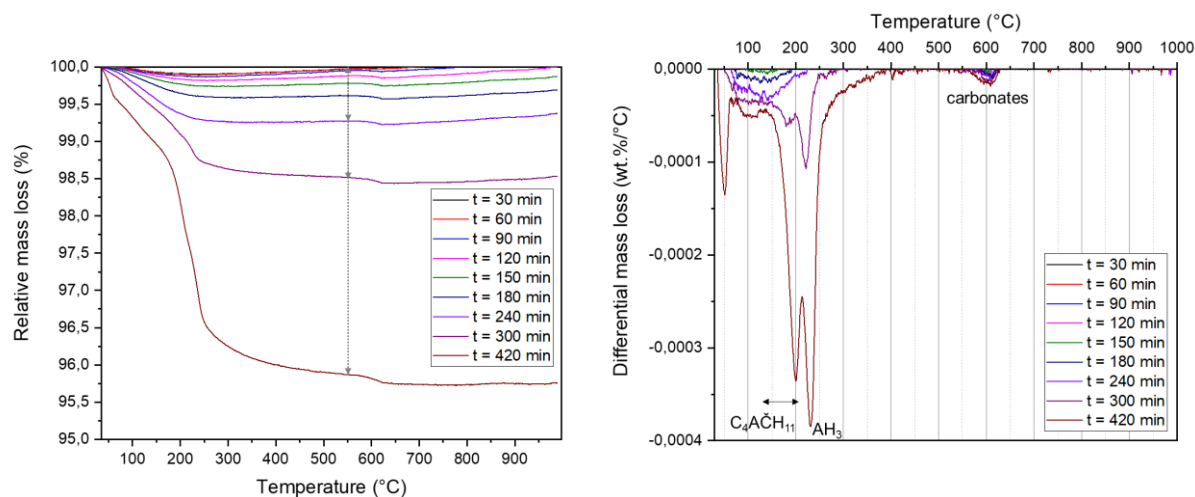 100.0
99.5
99.0
98.5
98.0
97.5
97.0
96.5
96.0
95,5
95,0
Relative mass loss (%)
100 200 300 400 500 600 700 800 900
Temperature (°C)
t = 30 min
t = 60 min
t = 90 min
t = 120 min
t = 150 min
t = 180 min
t = 240 min
t = 300 min
t = 420 min
Temperature (°C)
100 200 300 400 500 600 700 800 900 1000
0,0000
-0,0001
-0,0002
-0,0003
-0,0004
Differential mass loss (wt.%/°C)
carbonates
t = 30 min
t = 60 min
t = 90 min
t = 120 min
t = 150 min
t = 180 min
t = 240 min
t = 300 min
t = 420 min
C₄AČH₁₁
AH₃